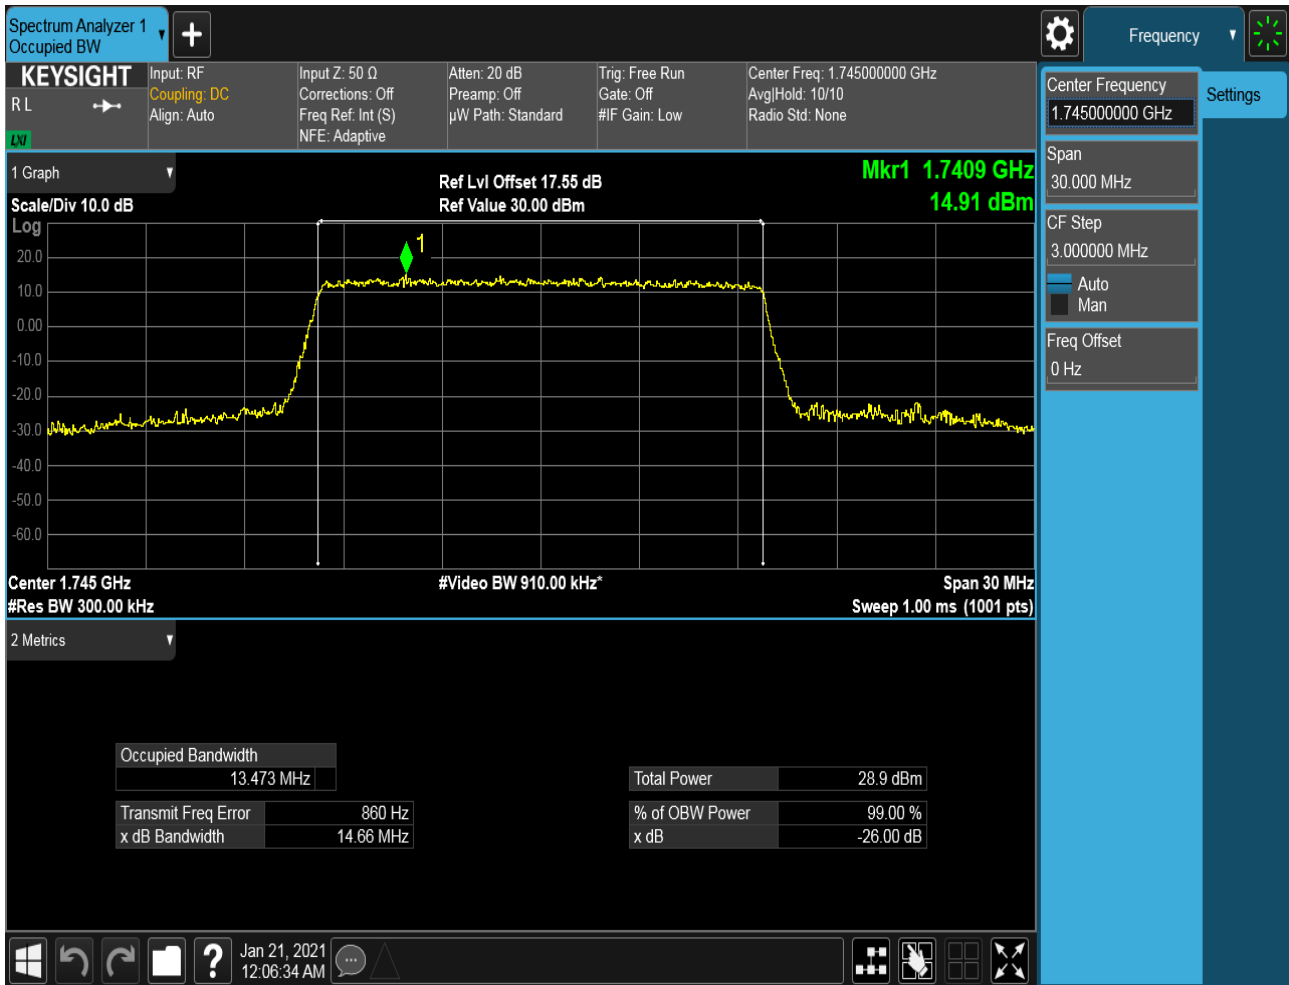 Spectrum Analyzer 1
Occupied BW
Frequency
KEYSIGHT
R L
LXI
Input: RF
Coupling: DC
Align: Auto
Input Z: 50 Ω
Corrections: Off
Freq Ref: Int (S)
NFE: Adaptive
Atten: 20 dB
Preamp: Off
µW Path: Standard
Trig: Free Run
Gate: Off
#IF Gain: Low
Center Freq: 1.745000000 GHz
Avg|Hold: 10/10
Radio Std: None
Center Frequency
1.745000000 GHz
Settings
Span
30.000 MHz
CF Step
3.000000 MHz
Auto
Man
Freq Offset
0 Hz
1 Graph
Scale/Div 10.0 dB
Log
Ref Lvl Offset 17.55 dB
Ref Value 30.00 dBm
Mkr1 1.7409 GHz
14.91 dBm
1
20.0
10.0
0.00
-10.0
-20.0
-30.0
-40.0
-50.0
-60.0
Center 1.745 GHz
#Res BW 300.00 kHz
#Video BW 910.00 kHz*
Span 30 MHz
Sweep 1.00 ms (1001 pts)
2 Metrics
Occupied Bandwidth
13.473 MHz
Transmit Freq Error 860 Hz
x dB Bandwidth 14.66 MHz
Total Power 28.9 dBm
% of OBW Power 99.00 %
x dB -26.00 dB
?
Jan 21, 2021
12:06:34 AM